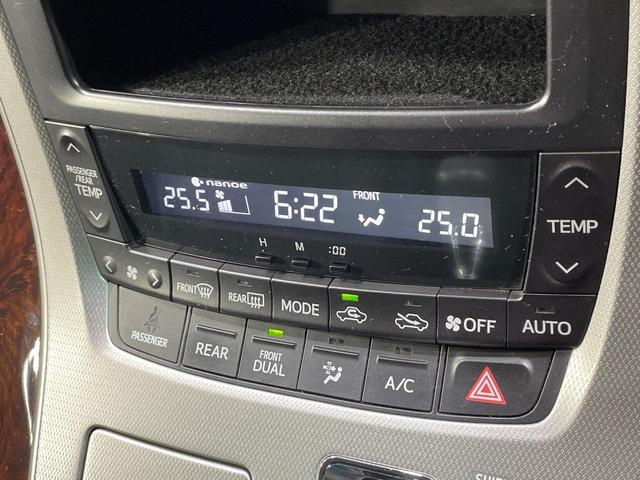 PASSENGER
/REAR
TEMP
nanoe
25.5
6:22
FRONT
25.0
TEMP
H M :00
FRONT
REAR
MODE
OFF
AUTO
PASSENGER
REAR
FRONT
DUAL
A/C